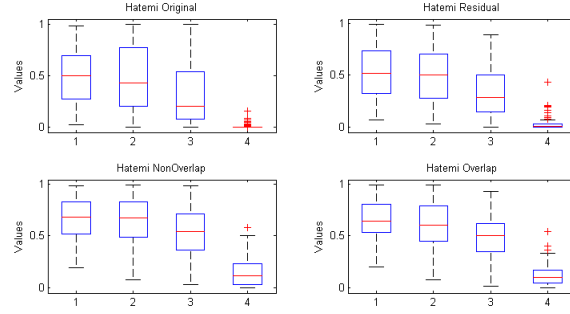 Hatemi Original
Values
1
0.5
0
1 2 3 4
Hatemi Residual
Values
1
0.5
0
1 2 3 4
Hatemi NonOverlap
Values
1
0.5
0
1 2 3 4
Hatemi Overlap
Values
1
0.5
0
1 2 3 4